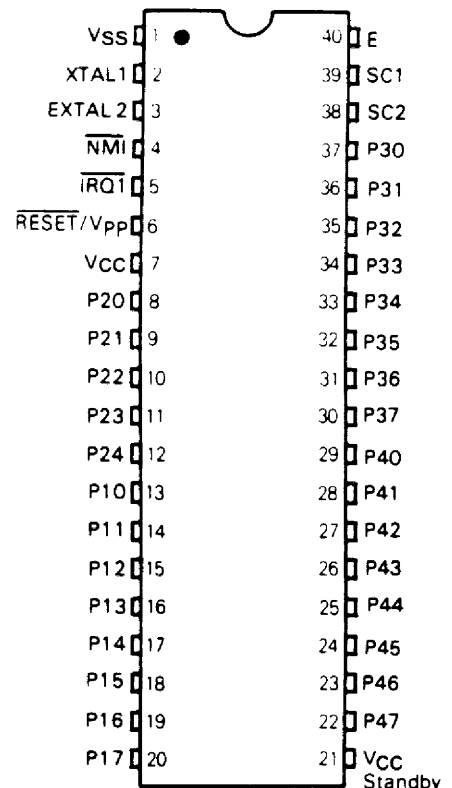 VSS 1 40 E
XTAL1 2 39 SC1
EXTAL2 3 38 SC2
NMI 4 37 P30
IRQ1 5 36 P31
RESET/VPP 6 35 P32
VCC 7 34 P33
P20 8 33 P34
P21 9 32 P35
P22 10 31 P36
P23 11 30 P37
P24 12 29 P40
P10 13 28 P41
P11 14 27 P42
P12 15 26 P43
P13 16 25 P44
P14 17 24 P45
P15 18 23 P46
P16 19 22 P47
P17 20 21 VCC
Standby